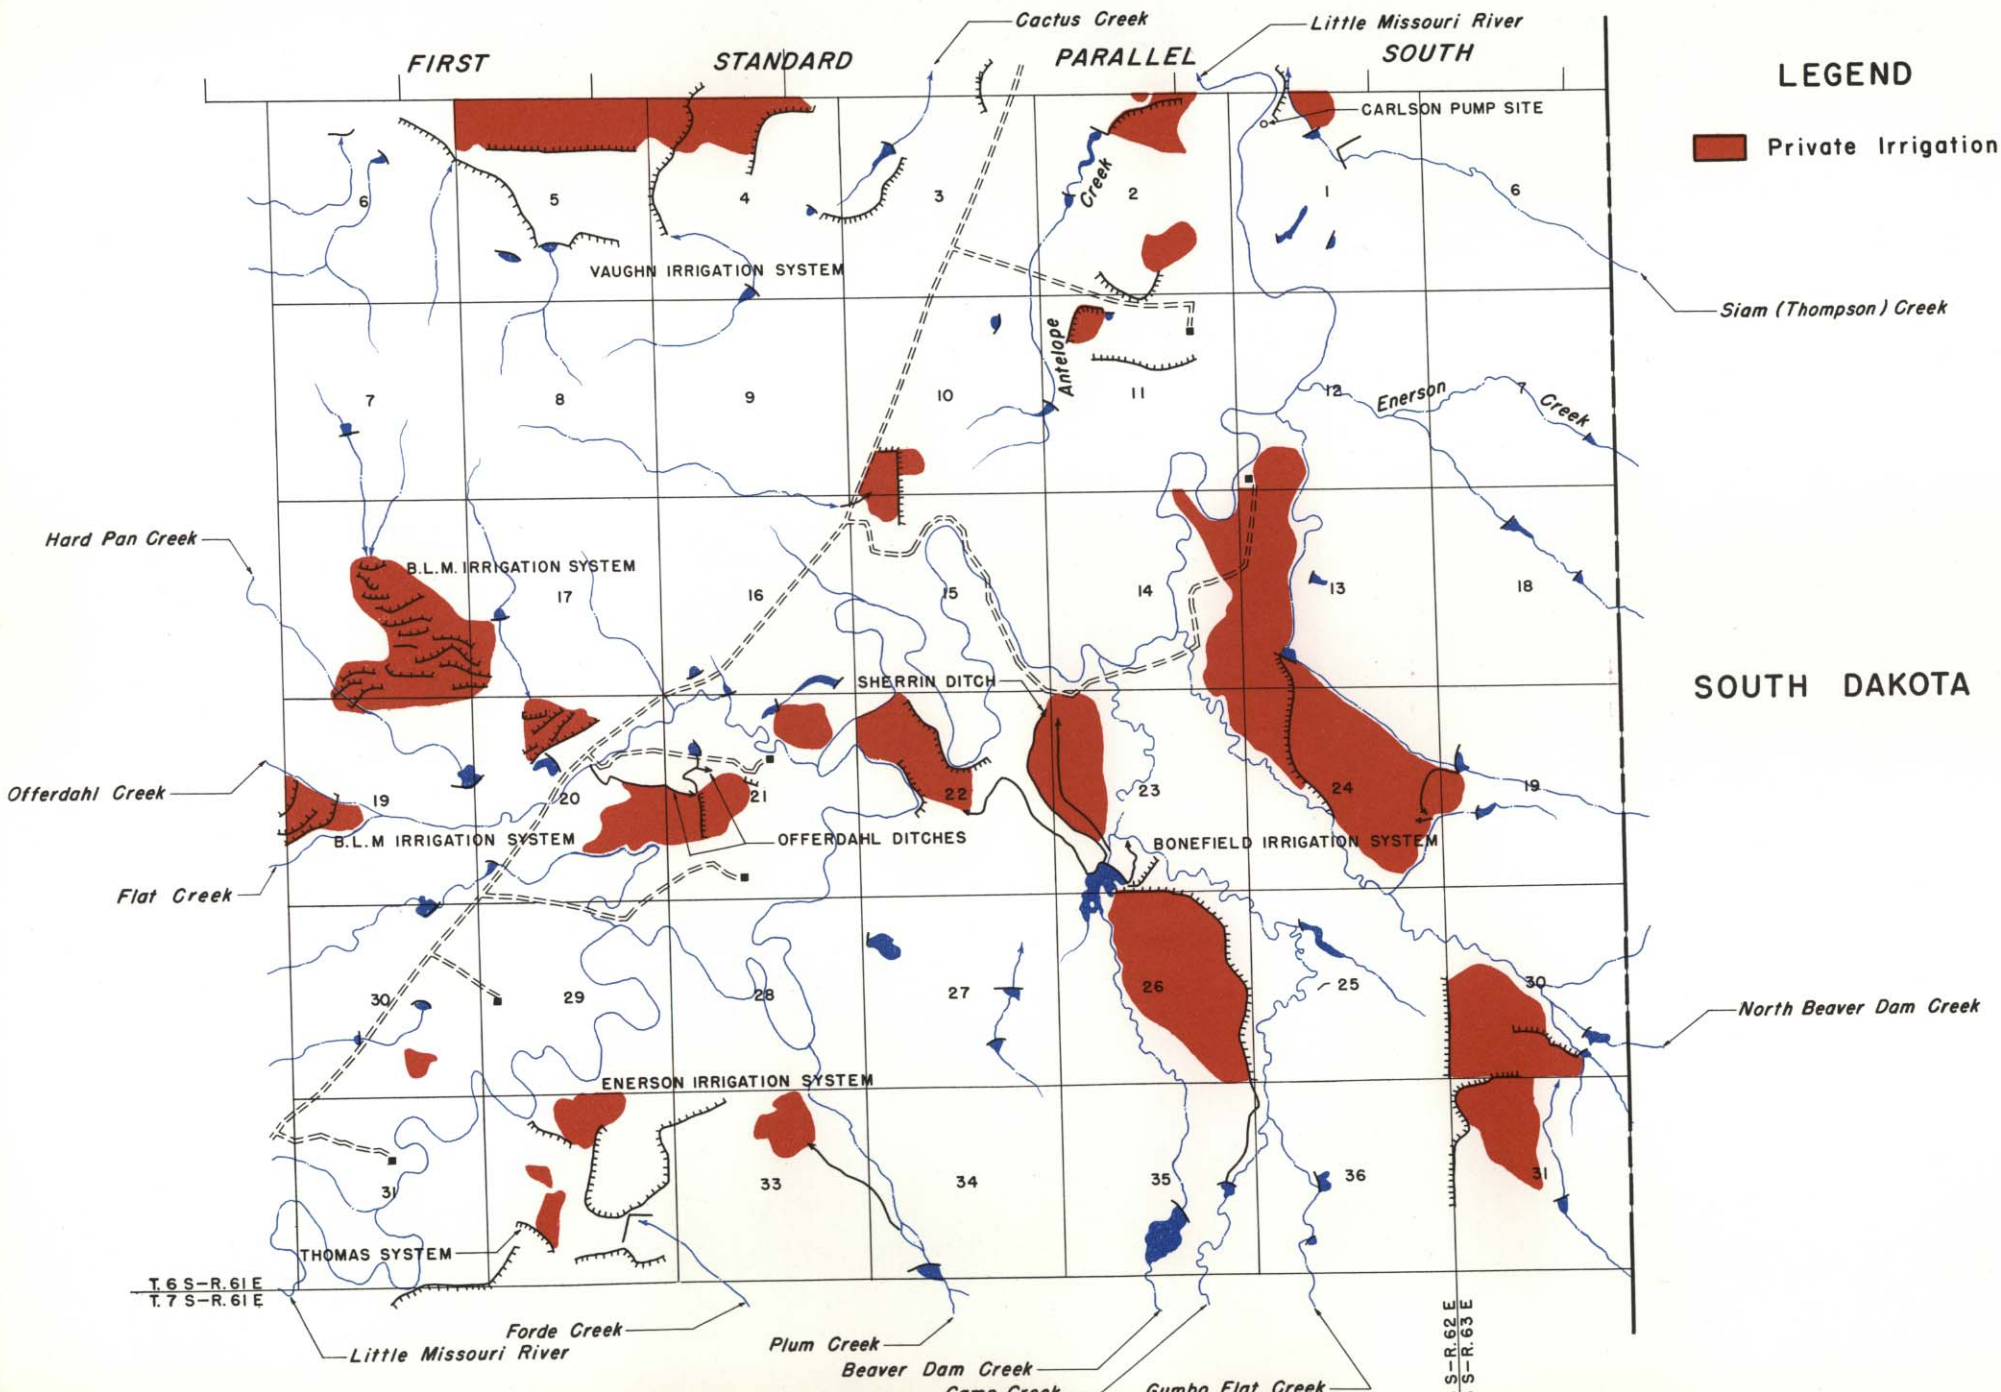 Cactus Creek
Little Missouri River
FIRST STANDARD PARALLEL SOUTH
LEGEND
Private Irrigation
CARLSON PUMP SITE
Creek
6 5 4 3 2 1 6
VAUGHN IRRIGATION SYSTEM
Siam (Thompson) Creek
Antelope
7 8 9 10 11 12 7
Enerson Creek
Hard Pan Creek
B.L.M. IRRIGATION SYSTEM
17 16 15 14 13 18
SHERRIN DITCH
SOUTH DAKOTA
Offerdahl Creek
19 20 21 22 23 24 19
B.L.M IRRIGATION SYSTEM
OFFERDAHL DITCHES
BONEFIELD IRRIGATION SYSTEM
Flat Creek
30 29 28 27 26 25 30
North Beaver Dam Creek
ENERSON IRRIGATION SYSTEM
31 33 34 35 36 31
THOMAS SYSTEM
T. 6 S-R. 61 E
T. 7 S-R. 61 E
Forde Creek
Little Missouri River
Plum Creek
Beaver Dam Creek
Camp Creek
Gumbo Flat Creek
S-R. 62 E
S-R. 63 E